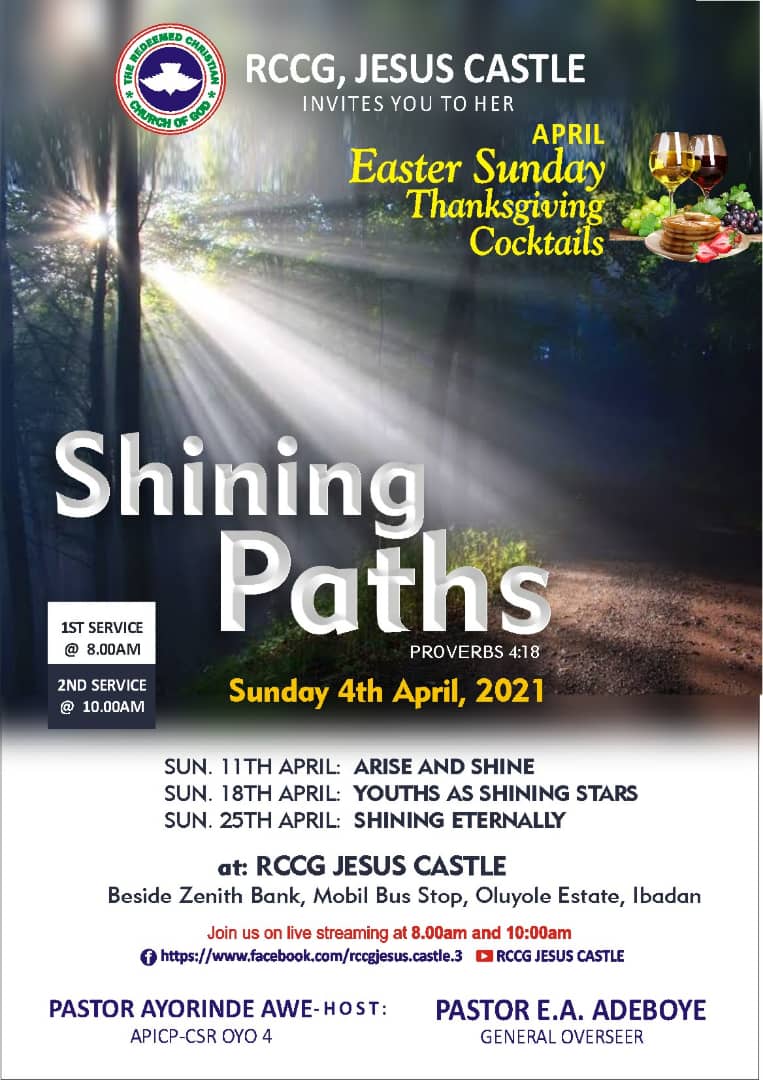 THE REDEEMED CHRISTIAN
CHURCH OF GOD
RCCG, JESUS CASTLE
INVITES YOU TO HER
APRIL
Easter Sunday
Thanksgiving
Cocktails
Shining
Paths
PROVERBS 4:18
1ST SERVICE
@ 8.00AM
2ND SERVICE
@ 10.00AM
Sunday 4th April, 2021
SUN. 11TH APRIL: ARISE AND SHINE
SUN. 18TH APRIL: YOUTHS AS SHINING STARS
SUN. 25TH APRIL: SHINING ETERNALLY
at: RCCG JESUS CASTLE
Beside Zenith Bank, Mobil Bus Stop, Oluyole Estate, Ibadan
Join us on live streaming at 8.00am and 10:00am
https://www.facebook.com/rccgjesus.castle.3 RCCG JESUS CASTLE
PASTOR AYORINDE AWE-HOST:
APICP-CSR OYO 4
PASTOR E.A. ADEBOYE
GENERAL OVERSEER